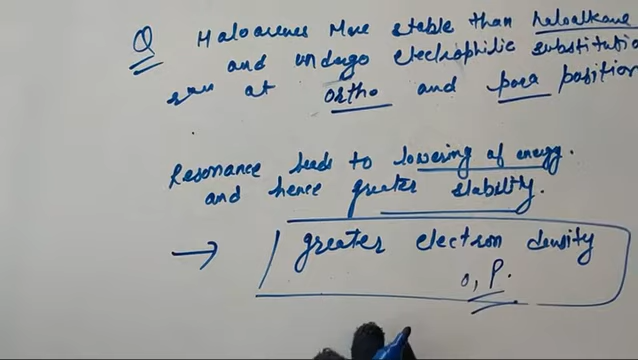 Q Haloarenes More stable than haloalkane
and undergo electrophilic substitutio
rxn at ortho and para position
Resonance leads to lowering of energy.
and hence greater stability.
→ greater electron density
o, P.